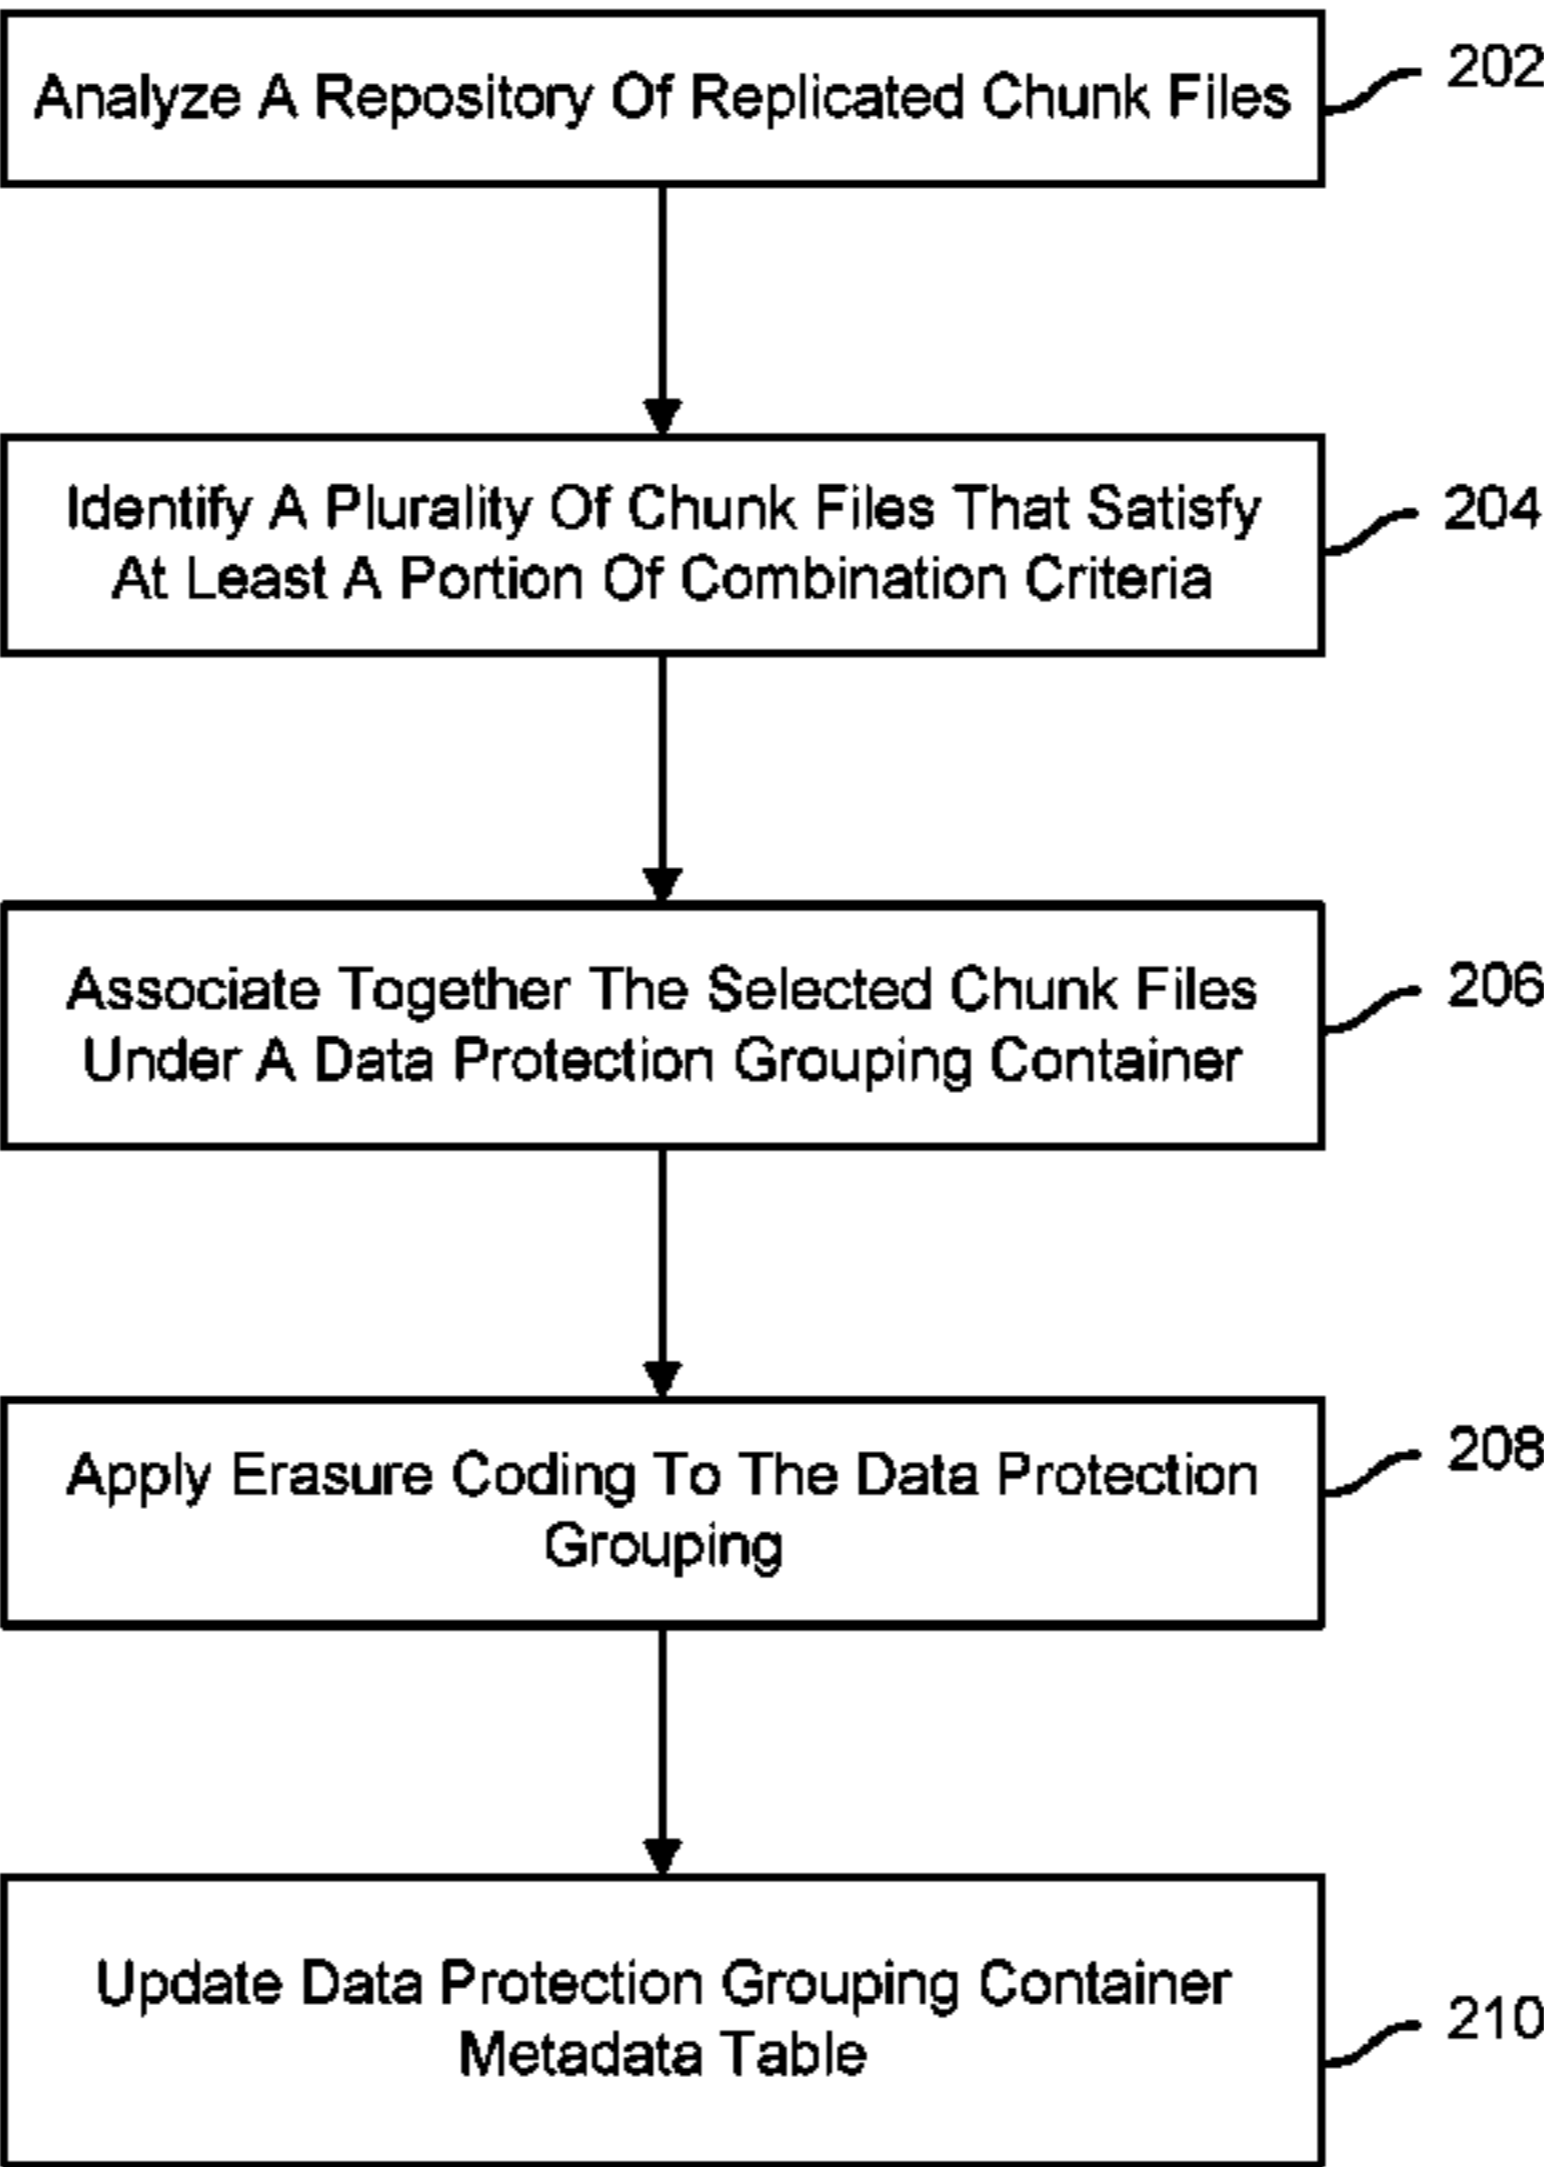 Analyze A Repository Of Replicated Chunk Files
202
Identify A Plurality Of Chunk Files That Satisfy
At Least A Portion Of Combination Criteria
204
Associate Together The Selected Chunk Files
Under A Data Protection Grouping Container
206
Apply Erasure Coding To The Data Protection
Grouping
208
Update Data Protection Grouping Container
Metadata Table
210